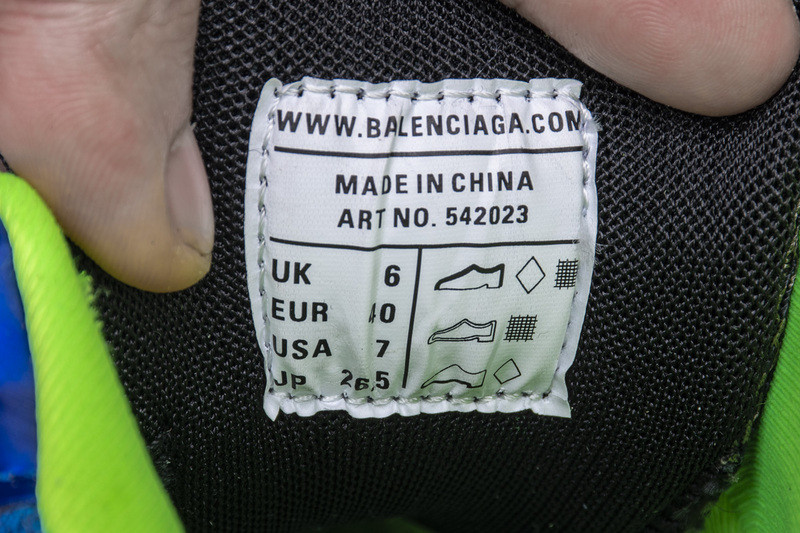 WWW.BALENCIAGA.COM
MADE IN CHINA
ART NO. 542023
UK 6
EUR 40
USA 7
JP 26,5